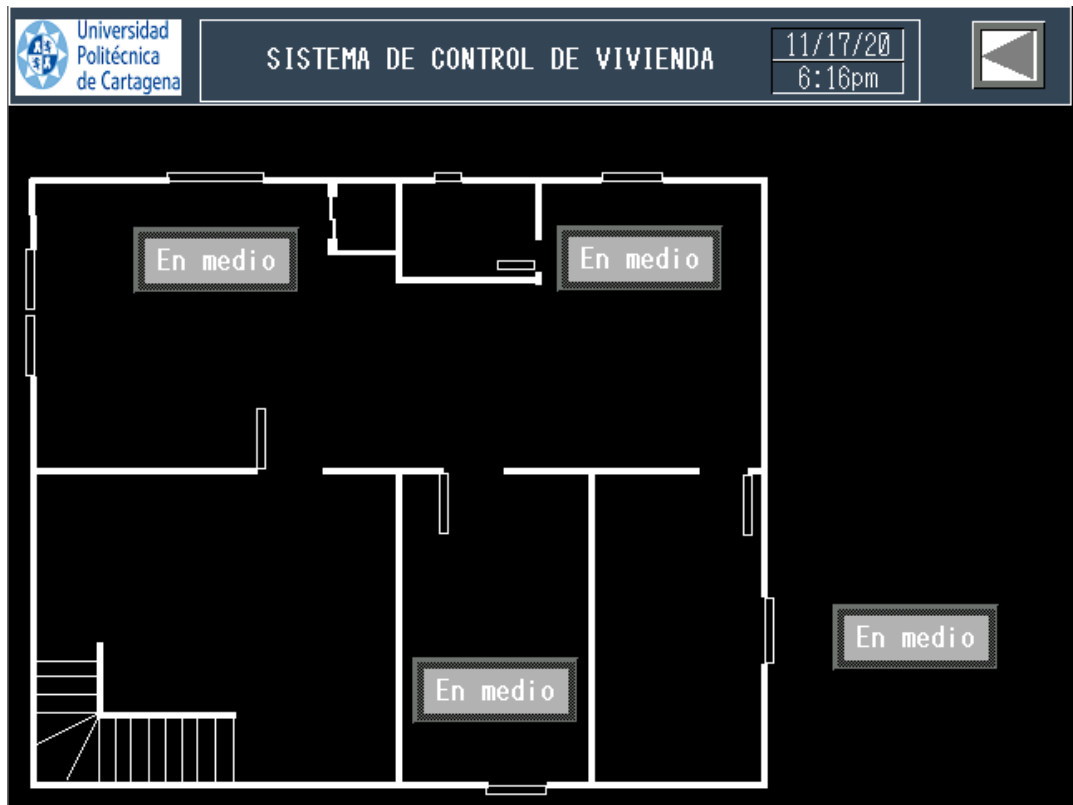 Universidad
Politécnica
de Cartagena
SISTEMA DE CONTROL DE VIVIENDA
11/17/20
6:16pm
En medio
En medio
En medio
En medio